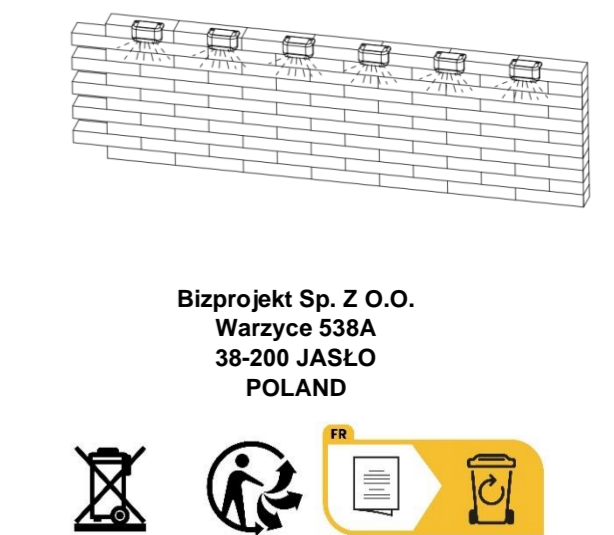 Bizprojekt Sp. Z O.O.
Warzyce 538A
38-200 JASŁO
POLAND
FR